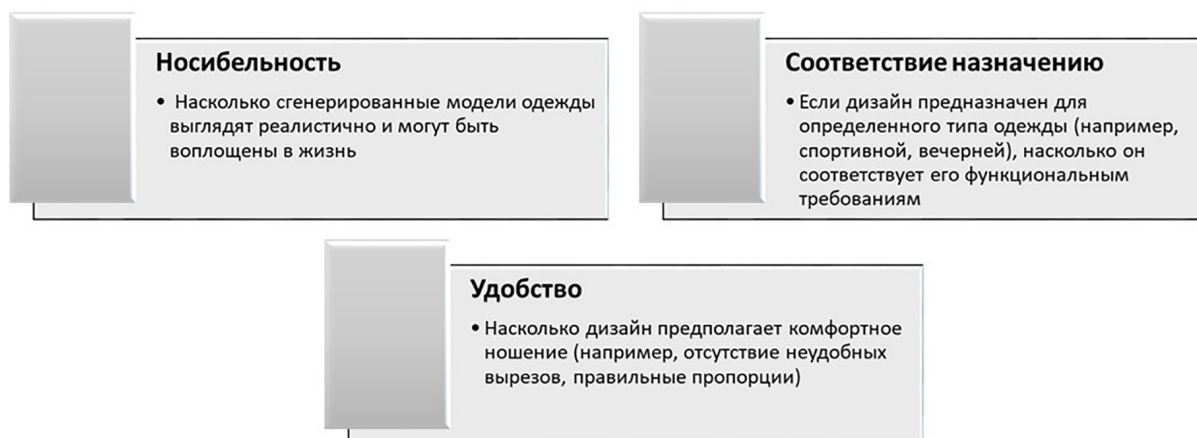 Носибельность
• Насколько сгенерированные модели одежды
выглядят реалистично и могут быть
воплощены в жизнь
Соответствие назначению
• Если дизайн предназначен для
определенного типа одежды (например,
спортивной, вечерней), насколько он
соответствует его функциональным
требованиям
Удобство
• Насколько дизайн предполагает комфортное
ношение (например, отсутствие неудобных
вырезов, правильные пропорции)